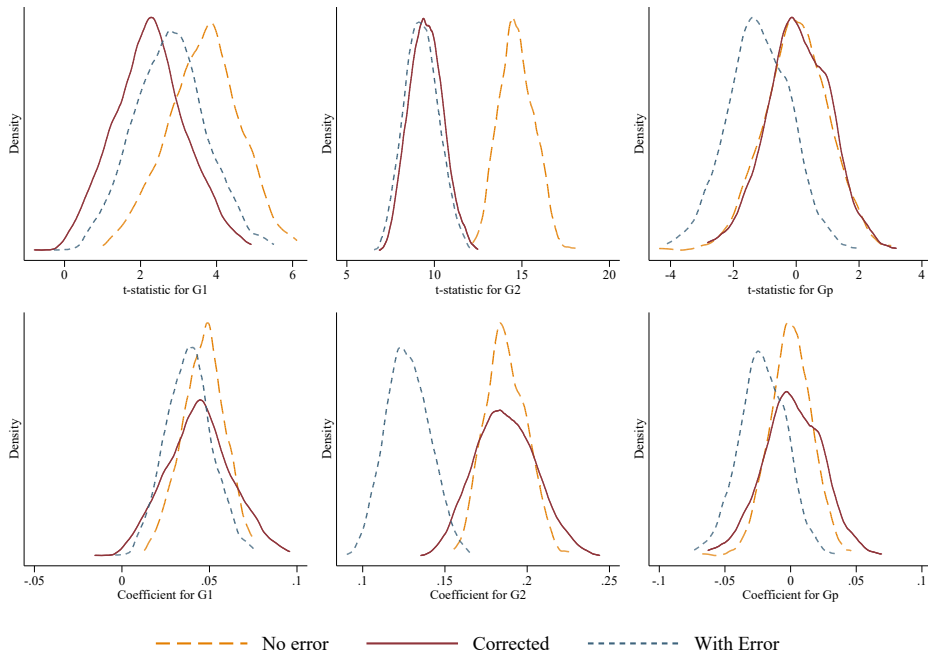 Density
0 2 4 6
t-statistic for G1
Density
5 10 15 20
t-statistic for G2
Density
-4 -2 0 2 4
t-statistic for Gp
Density
-.05 0 .05 .1
Coefficient for G1
Density
.1 .15 .2 .25
Coefficient for G2
Density
-.1 -.05 0 .05 .1
Coefficient for Gp
No error Corrected With Error